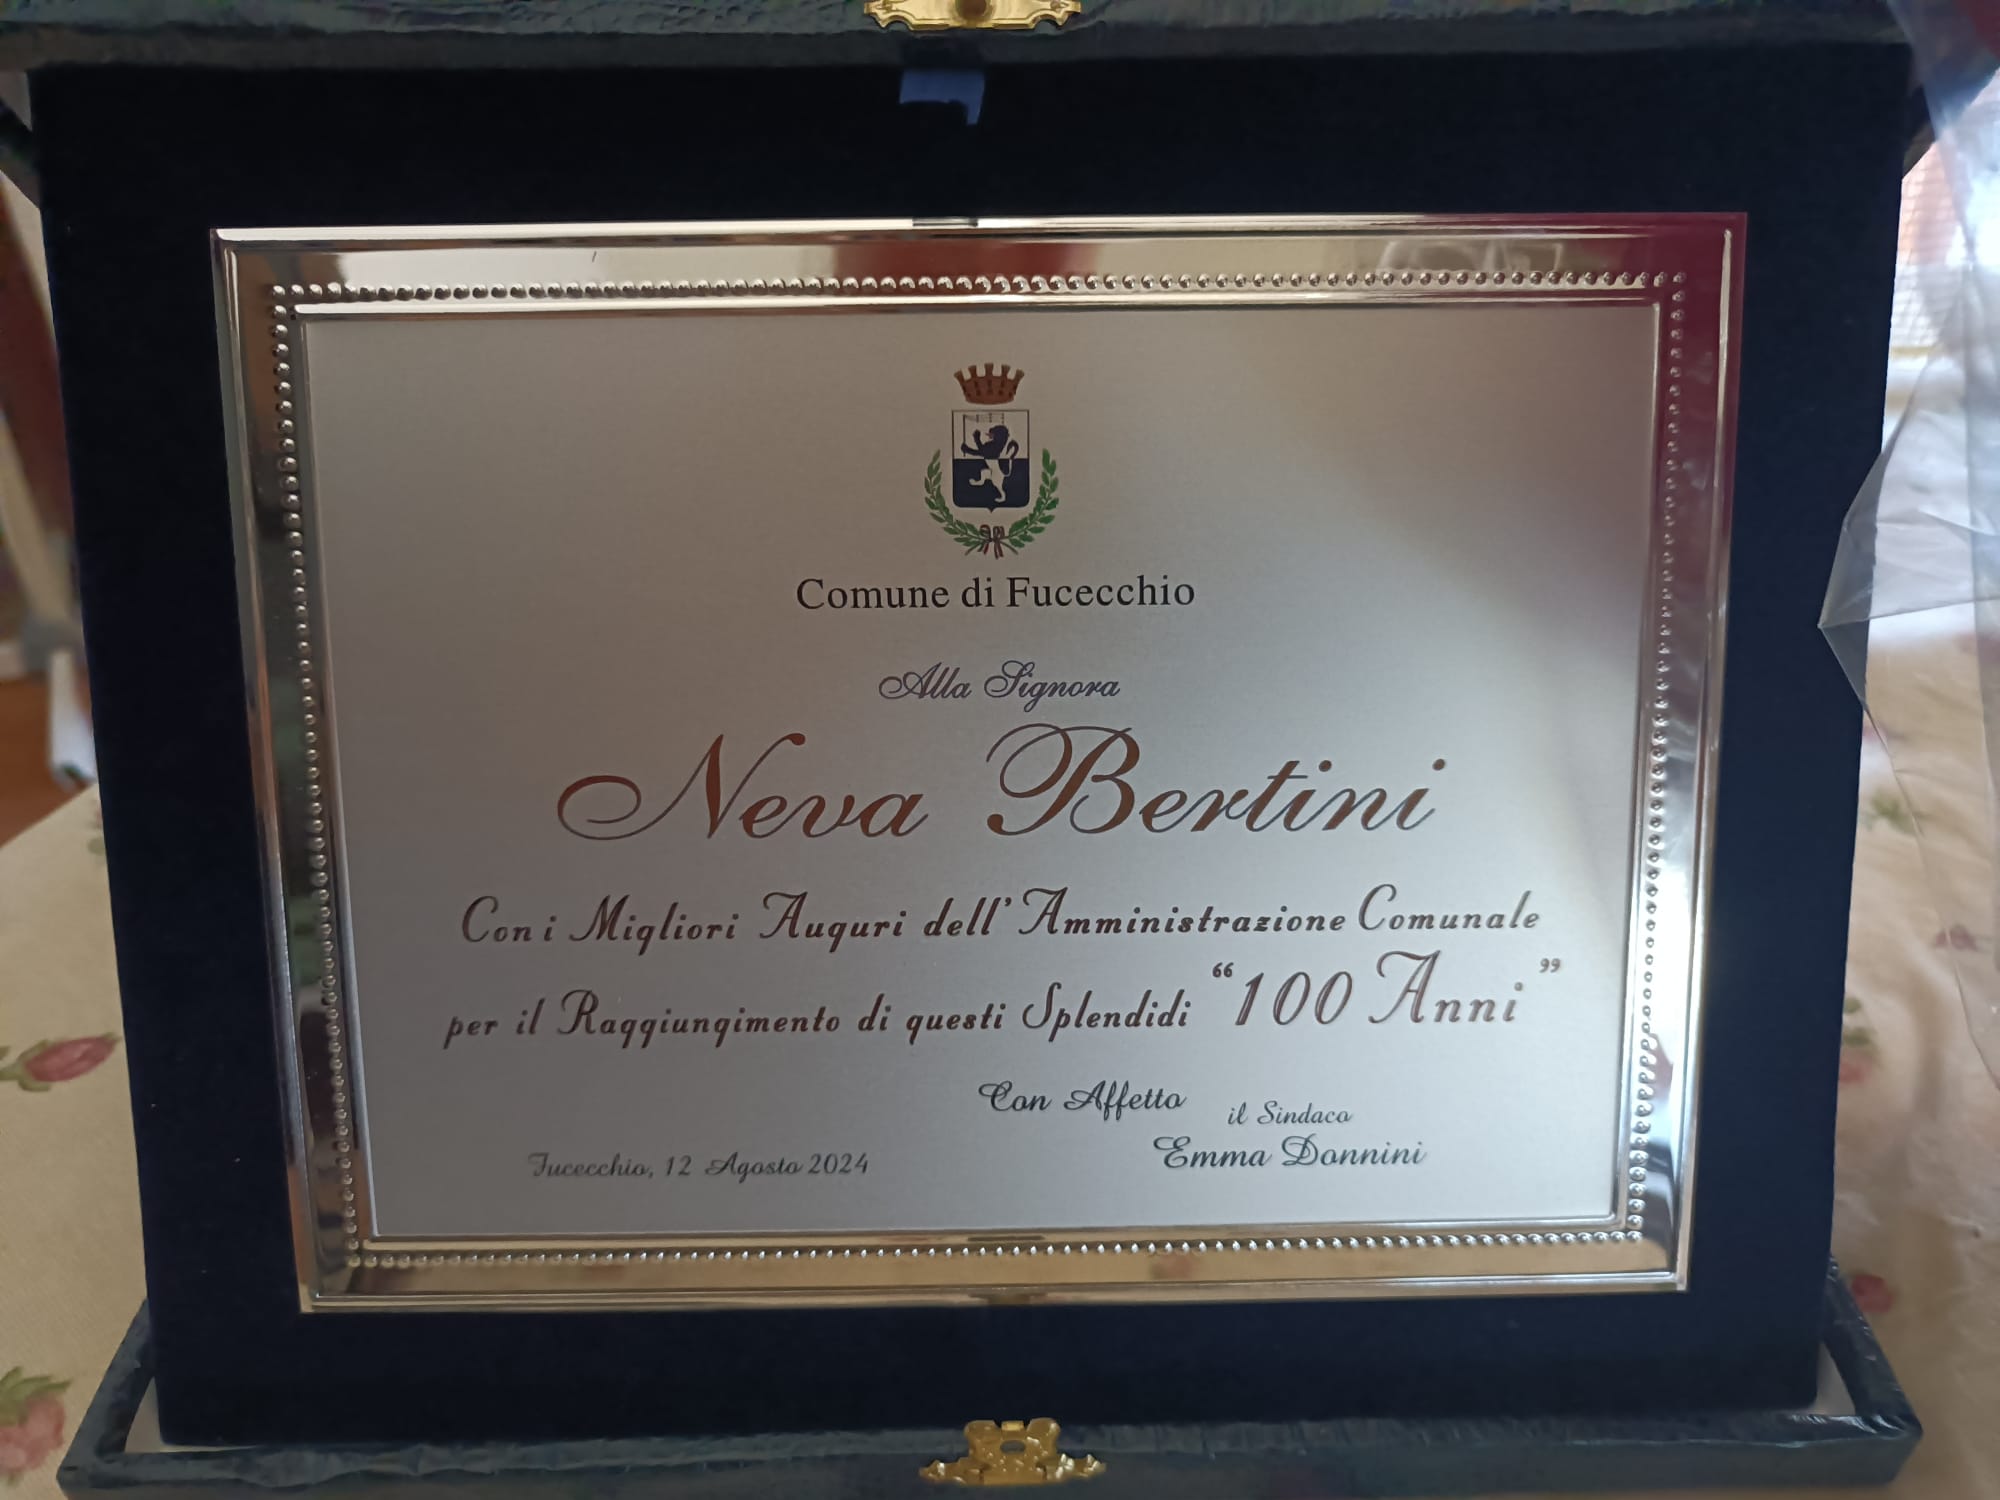 Comune di Fucecchio
Alla Signora
Neva Bertini
Con i Migliori Auguri dell'Amministrazione Comunale
per il Raggiungimento di questi Splendidi “100 Anni”
Con Affetto
il Sindaco
Emma Donnini
Fucecchio, 12 Agosto 2024